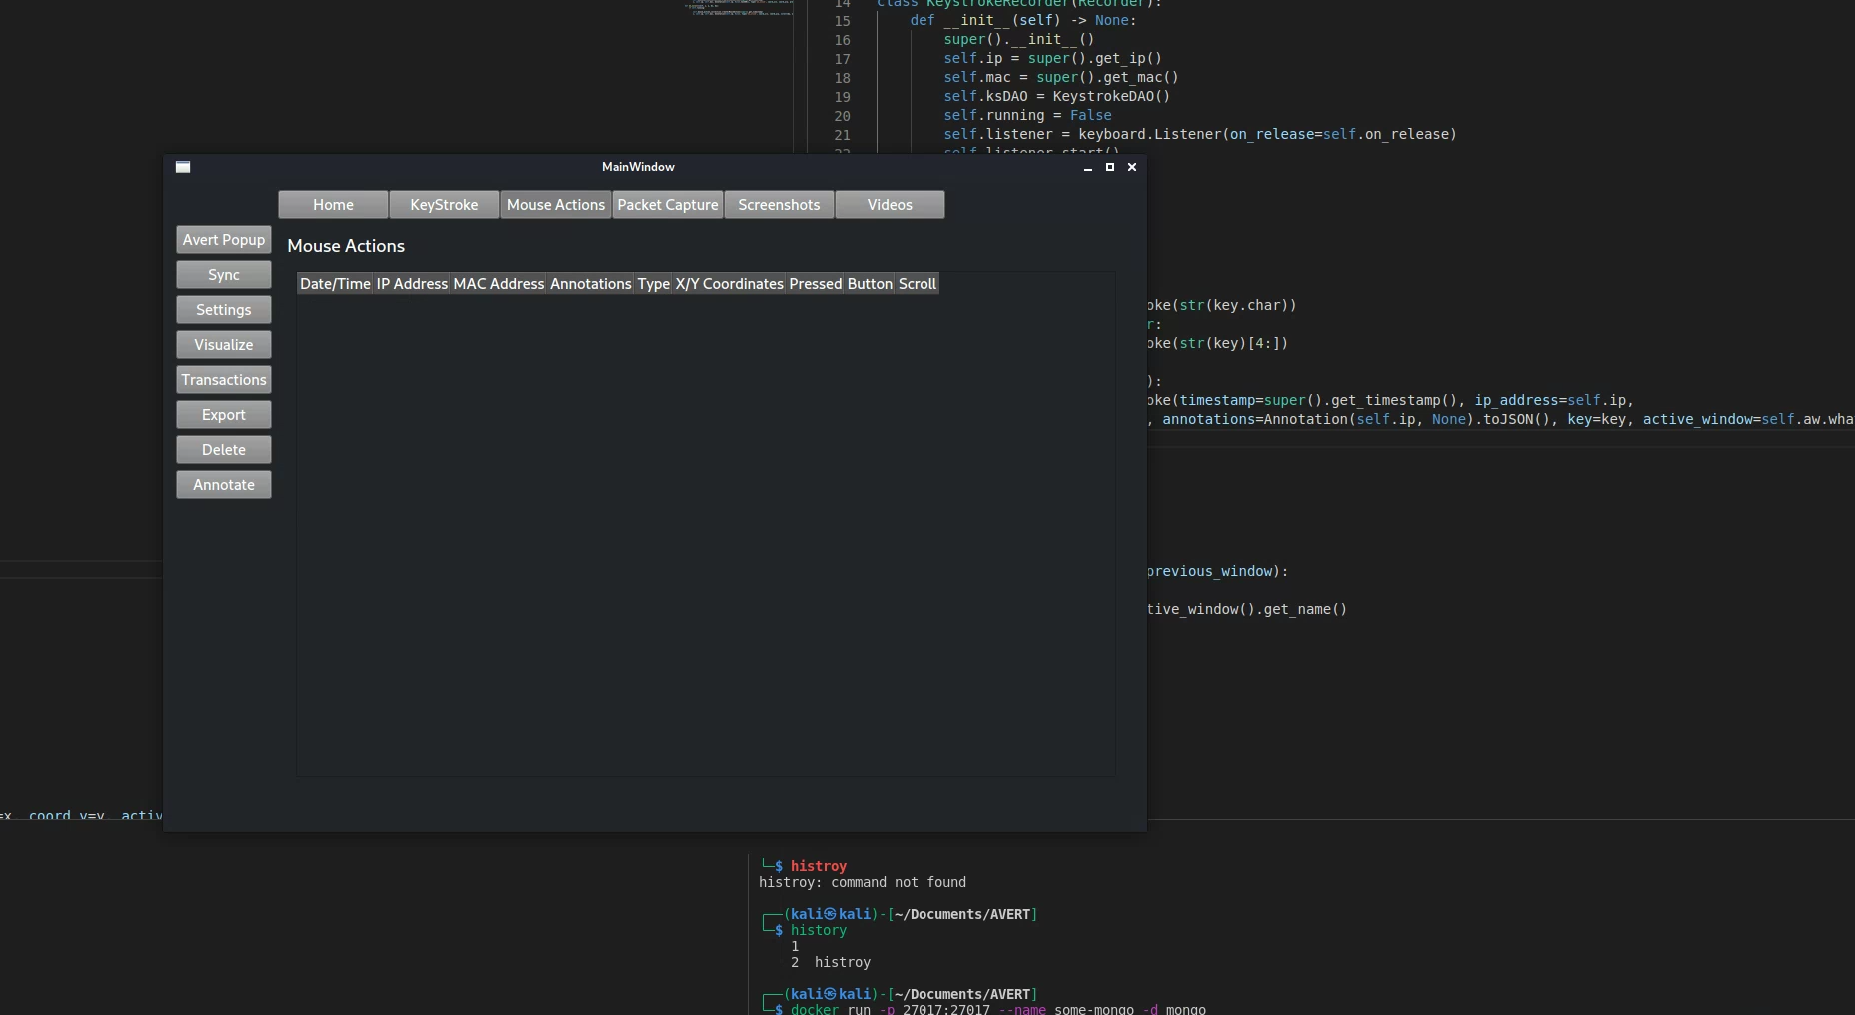 14 class KeystrokeRecorder(Recorder):
15 def __init__(self) -> None:
16 super().__init__()
17 self.ip = super().get_ip()
18 self.mac = super().get_mac()
19 self.ksDAO = KeystrokeDAO()
20 self.running = False
21 self.listener = keyboard.Listener(on_release=self.on_release)
22 self.listener.start()
MainWindow
Home KeyStroke Mouse Actions Packet Capture Screenshots Videos
Avert Popup
Sync
Settings
Visualize
Transactions
Export
Delete
Annotate
Mouse Actions
Date/Time IP Address MAC Address Annotations Type X/Y Coordinates Pressed Button Scroll
oke(str(key.char))
r:
oke(str(key)[4:])
):
oke(timestamp=super().get_timestamp(), ip_address=self.ip,
, annotations=Annotation(self.ip, None).toJSON(), key=key, active_window=self.aw.wha
previous_window):
tive_window().get_name()
=x, coord_y=y, activ
└─$ histroy
histroy: command not found
┌──(kali㉿kali)-[~/Documents/AVERT]
└─$ history
1
2 histroy
┌──(kali㉿kali)-[~/Documents/AVERT]
└─$ docker run -p 27017:27017 --name some-mongo -d mongo